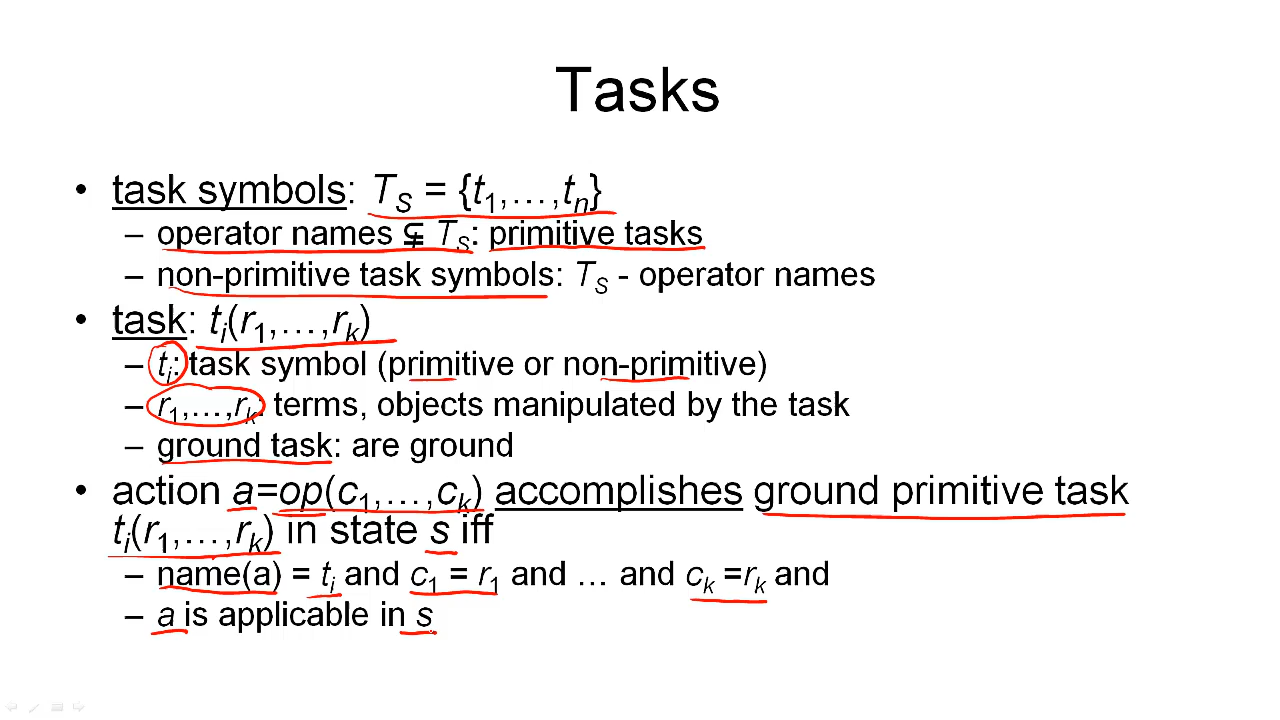 Tasks
• task symbols: T_S = {t_1,…,t_n}
– operator names ⊊ T_S: primitive tasks
– non-primitive task symbols: T_S - operator names
• task: t_i(r_1,…,r_k)
– t_i: task symbol (primitive or non-primitive)
– r_1,…,r_k: terms, objects manipulated by the task
– ground task: are ground
• action a=op(c_1,…,c_k) accomplishes ground primitive task
t_i(r_1,…,r_k) in state s iff
– name(a) = t_i and c_1 = r_1 and … and c_k =r_k and
– a is applicable in s